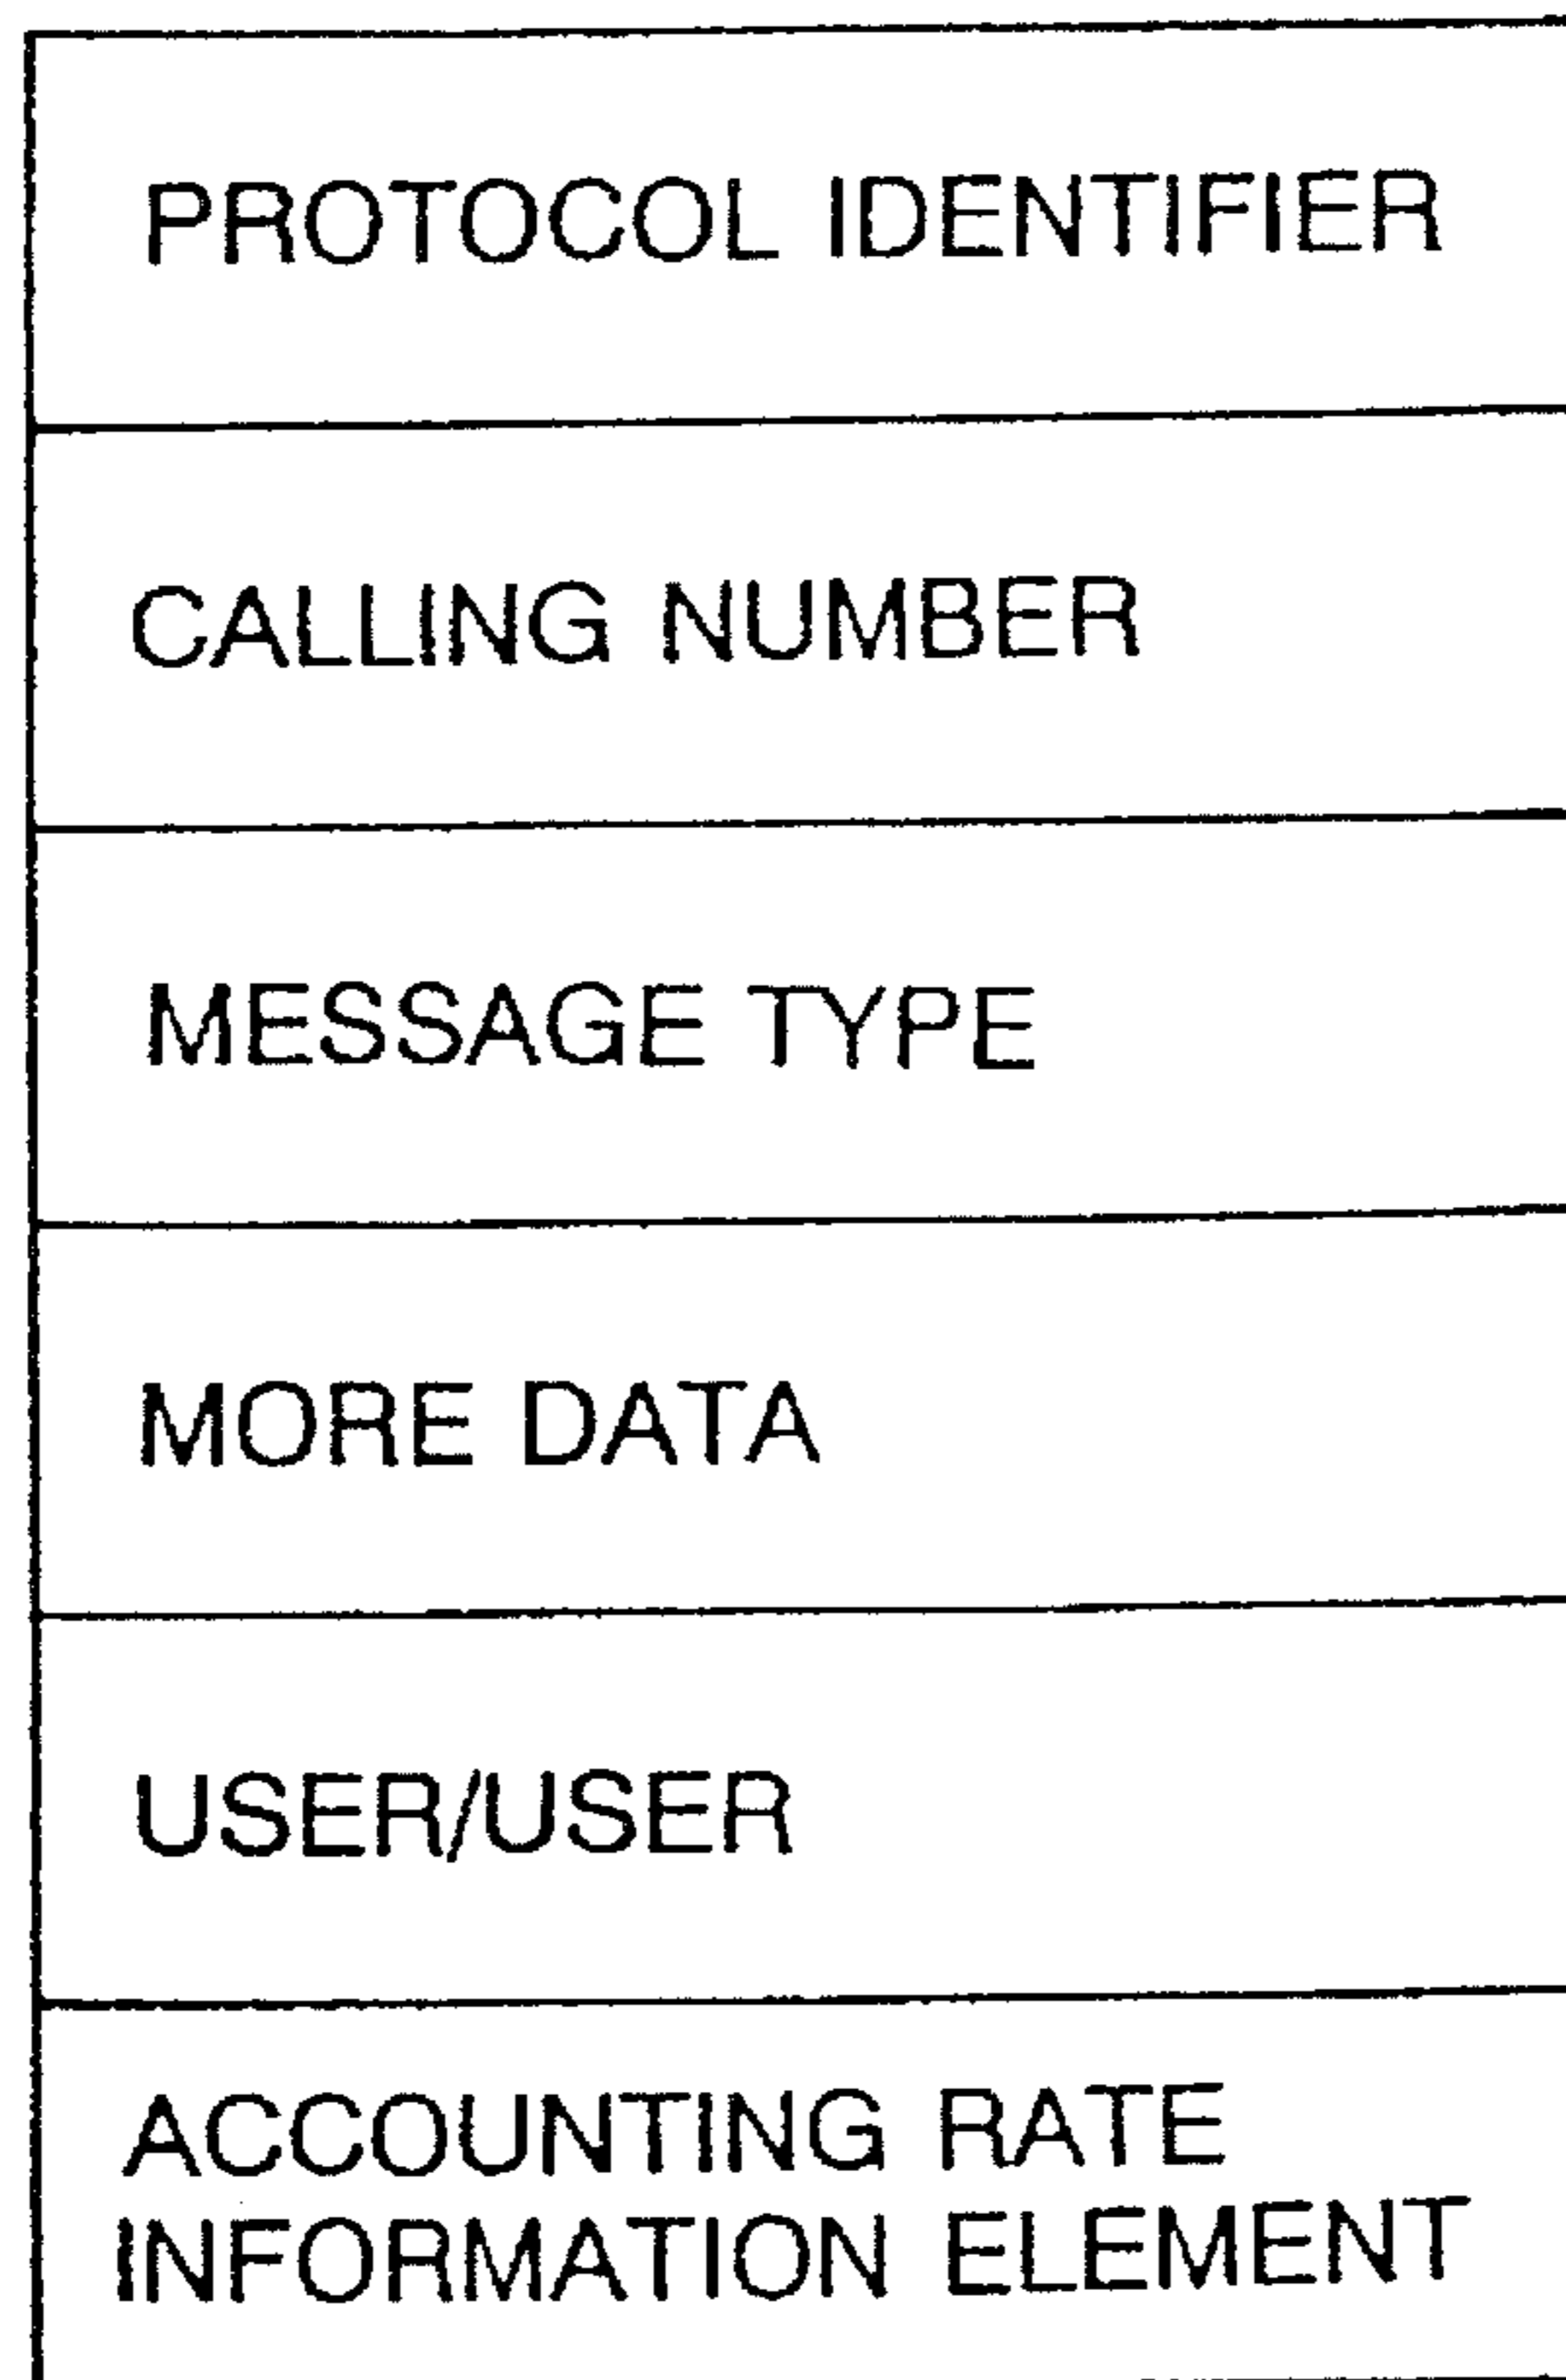 PROTOCOL IDENTIFIER
CALLING NUMBER
MESSAGE TYPE
MORE DATA
USER/USER
ACCOUNTING RATE
INFORMATION ELEMENT